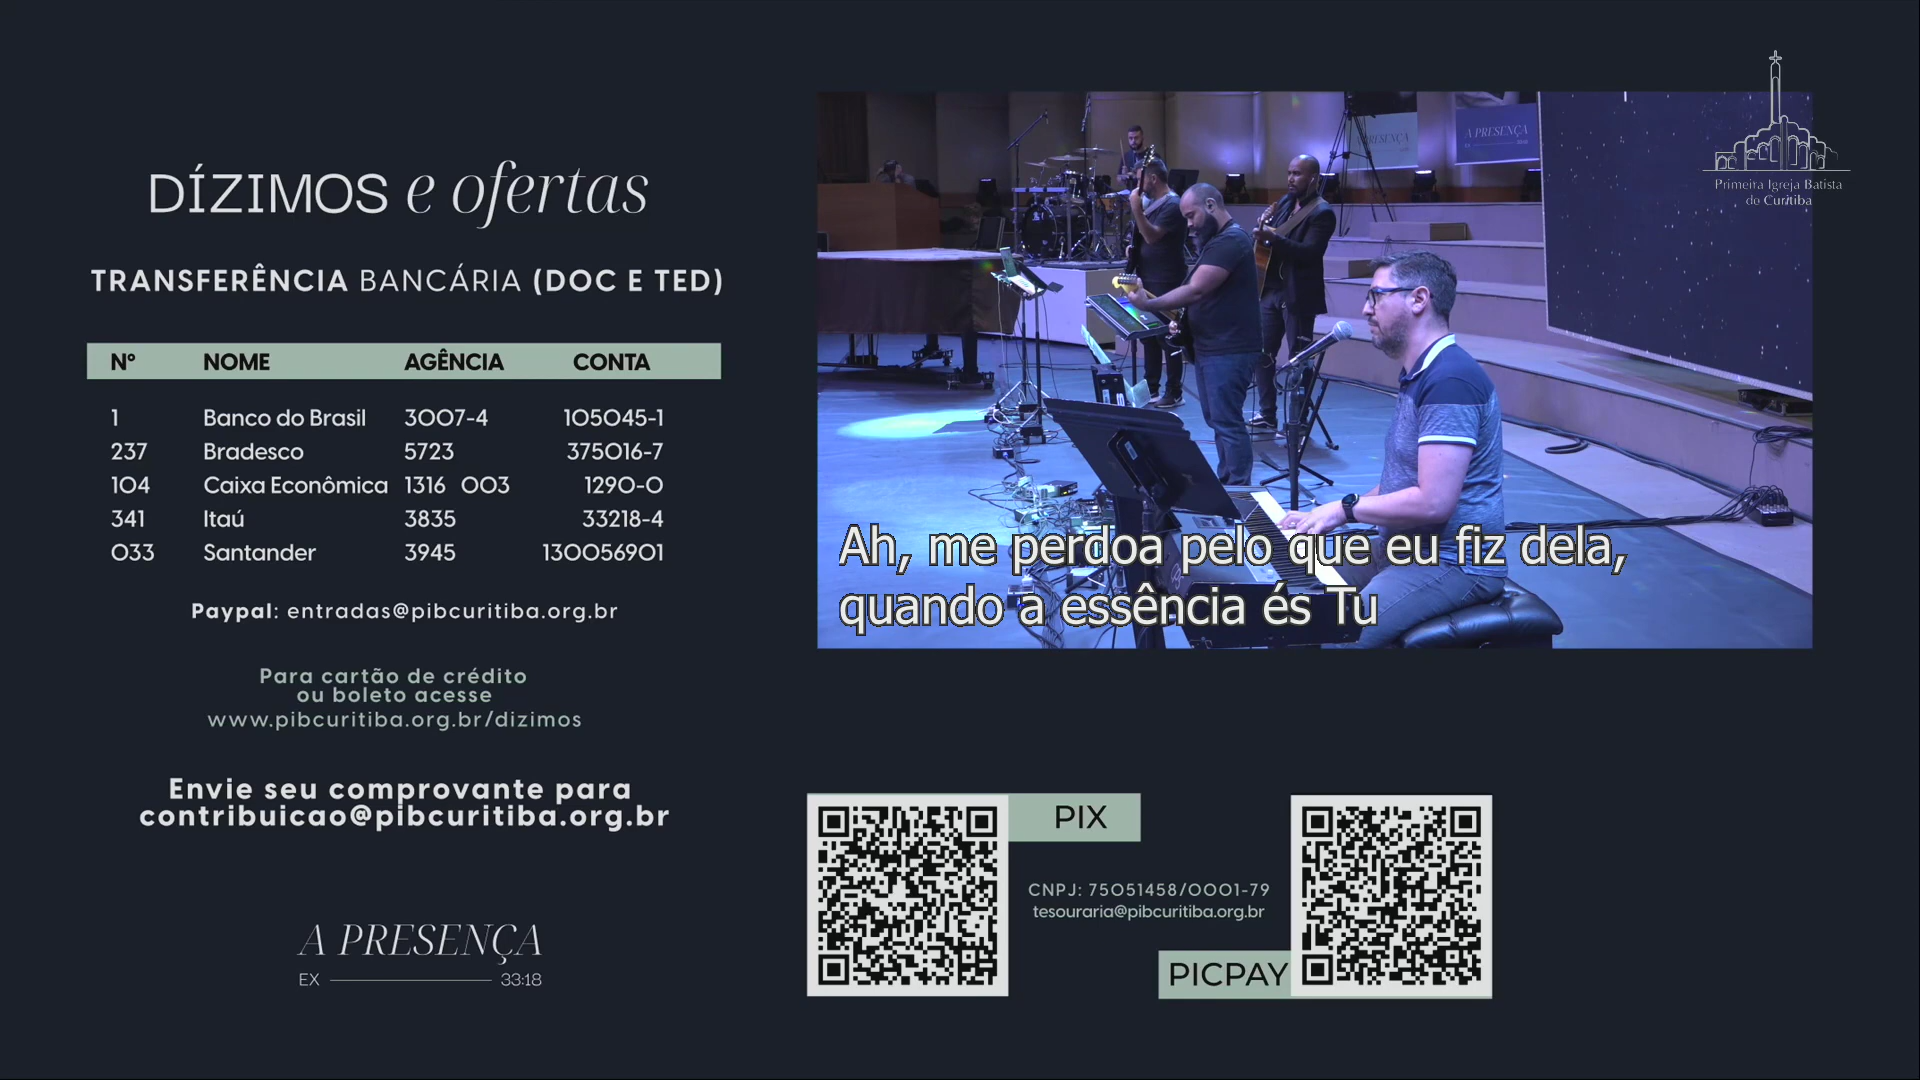 DÍZIMOS e ofertas
TRANSFERÊNCIA BANCÁRIA (DOC E TED)
Nº NOME AGÊNCIA CONTA
1 Banco do Brasil 3007-4 105045-1
237 Bradesco 5723 375016-7
104 Caixa Econômica 1316 003 1290-0
341 Itaú 3835 33218-4
033 Santander 3945 130056901
Paypal: entradas@pibcuritiba.org.br
Para cartão de crédito
ou boleto acesse
www.pibcuritiba.org.br/dizimos
Envie seu comprovante para
contribuicao@pibcuritiba.org.br
A PRESENÇA
EX 33:18
A PRESENÇA
A PRESENÇA
Primeira Igreja Batista
de Curitiba
Ah, me perdoa pelo que eu fiz dela,
quando a essência és Tu
PIX
CNPJ: 75051458/0001-79
tesouraria@pibcuritiba.org.br
PICPAY